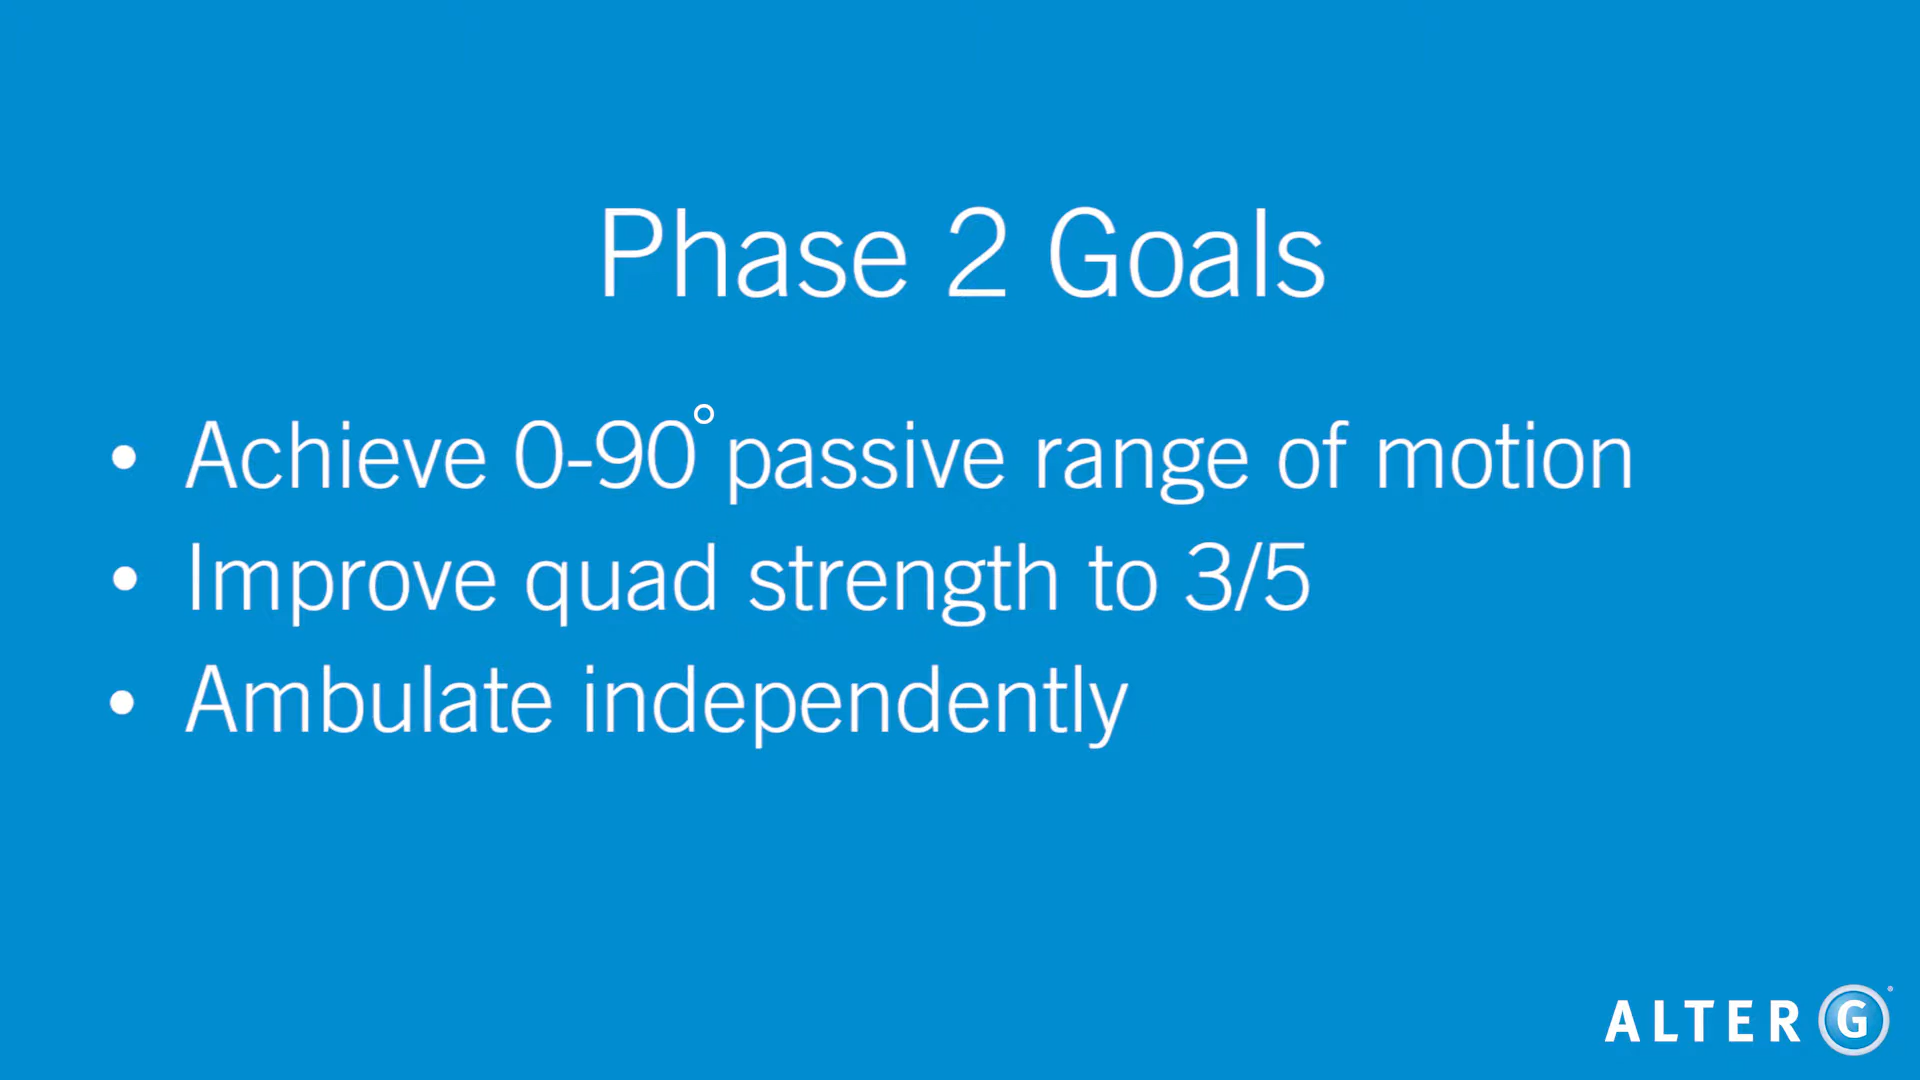 Phase 2 Goals
• Achieve 0-90° passive range of motion
• Improve quad strength to 3/5
• Ambulate independently
ALTER G®